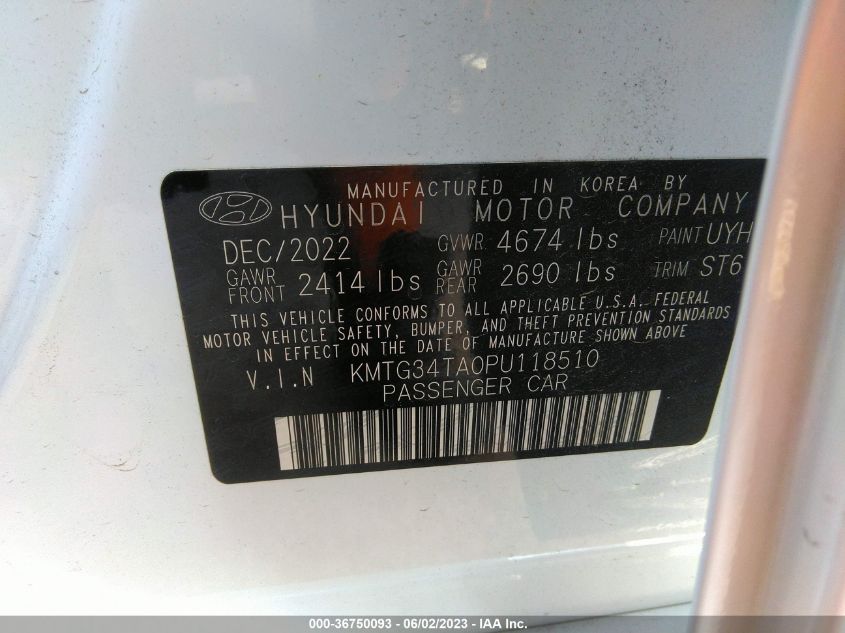 MANUFACTURED IN KOREA BY
HYUNDAI MOTOR COMPANY
DEC/2022 GVWR 4674 lbs PAINT UYH
GAWR FRONT 2414 lbs GAWR REAR 2690 lbs TRIM ST6
THIS VEHICLE CONFORMS TO ALL APPLICABLE U.S.A. FEDERAL
MOTOR VEHICLE SAFETY, BUMPER, AND THEFT PREVENTION STANDARDS
IN EFFECT ON THE DATE OF MANUFACTURE SHOWN ABOVE
V.I.N KMTG34TA0PU118510
PASSENGER CAR
000-36750093 - 06/02/2023 - IAA Inc.